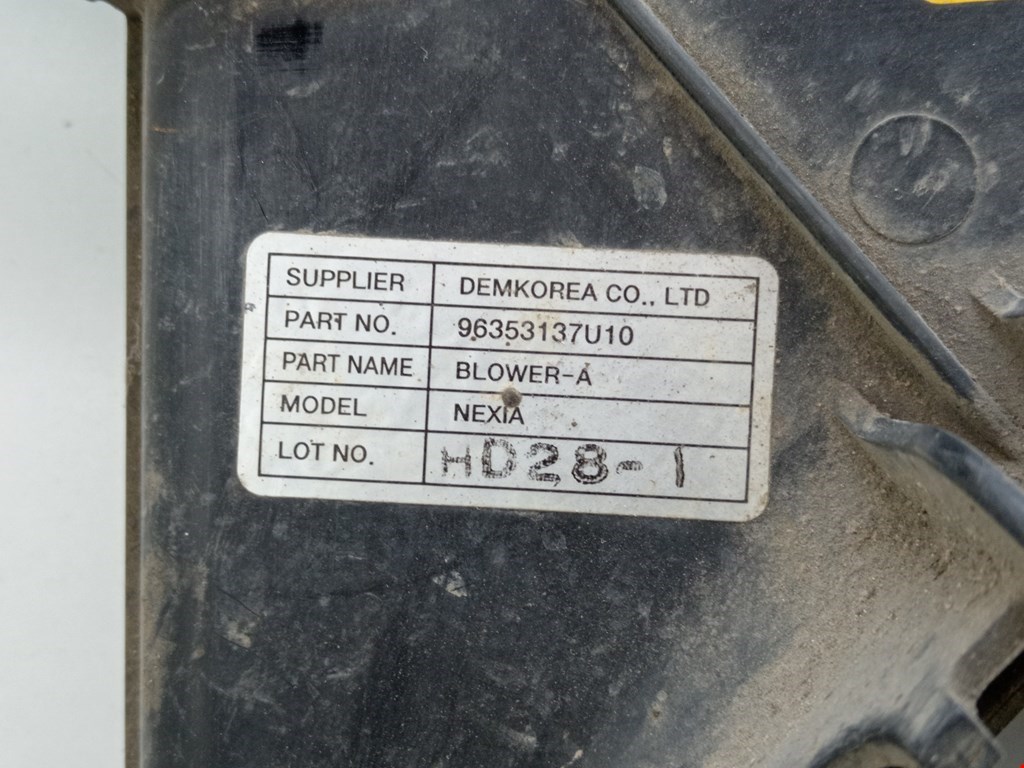 SUPPLIER DEMKOREA CO., LTD
PART NO. 96353137U10
PART NAME BLOWER-A
MODEL NEXIA
LOT NO. HD28-1